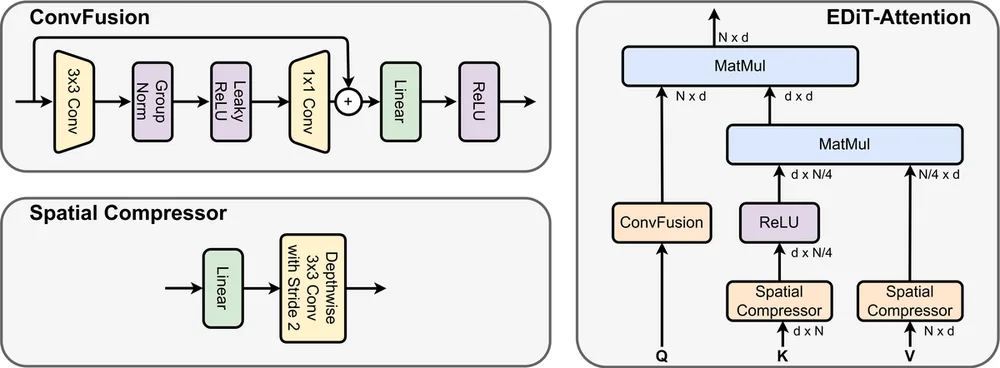 ConvFusion
3x3 Conv
Group
Norm
Leaky
ReLU
1x1 Conv
+
Linear
ReLU
Spatial Compressor
Linear
Depthwise
3x3 Conv
with Stride 2
EDiT-Attention
N x d
MatMul
N x d
d x d
MatMul
d x N/4
N/4 x d
ConvFusion
ReLU
d x N/4
Spatial
Compressor
Spatial
Compressor
d x N
N x d
Q
K
V